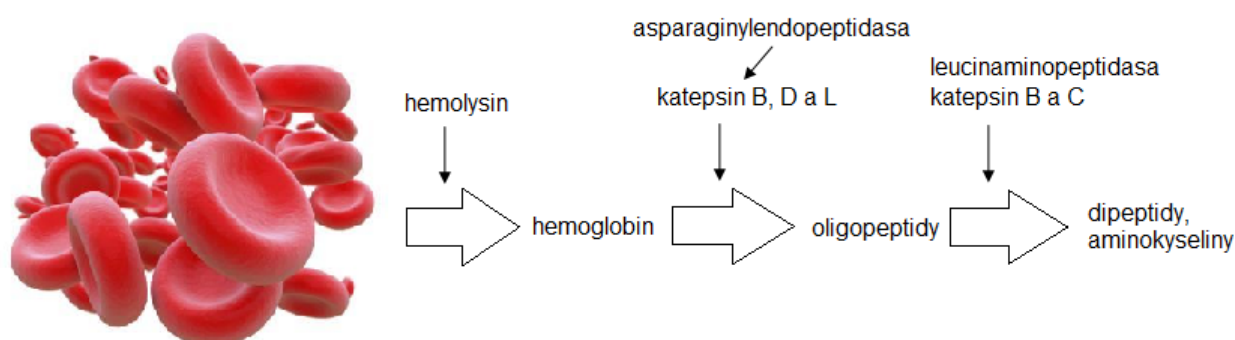 asparaginylendopeptidasa
hemolysin
katepsin B, D a L
leucinaminopeptidasa
katepsin B a C
hemoglobin
oligopeptidy
dipeptidy,
aminokyseliny